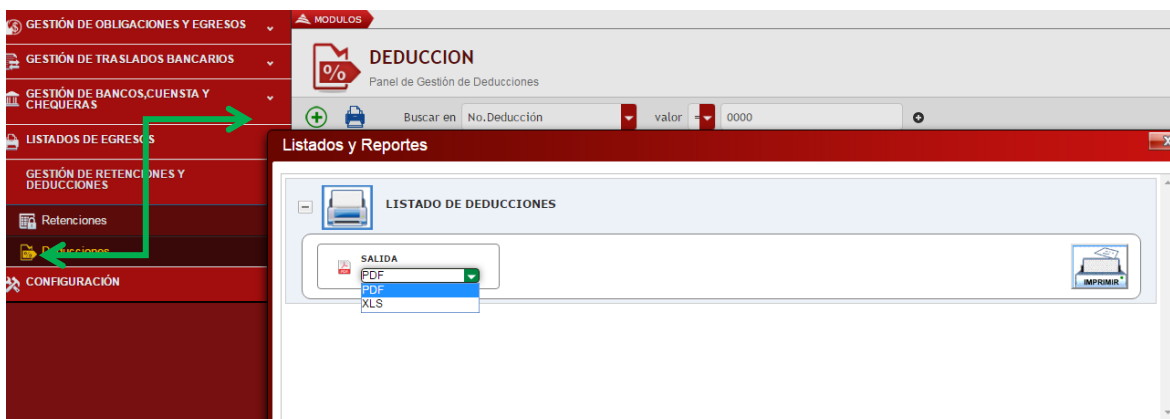 GESTIÓN DE OBLIGACIONES Y EGRESOS
GESTIÓN DE TRASLADOS BANCARIOS
GESTIÓN DE BANCOS,CUENSTA Y
CHEQUERAS
LISTADOS DE EGRESOS
GESTIÓN DE RETENCIONES Y
DEDUCCIONES
Retenciones
Deducciones
CONFIGURACIÓN
MODULOS
%
DEDUCCION
Panel de Gestión de Deducciones
Buscar en No.Deducción valor = 0000
Listados y Reportes
X
LISTADO DE DEDUCCIONES
SALIDA
PDF
PDF
XLS
IMPRIMIR